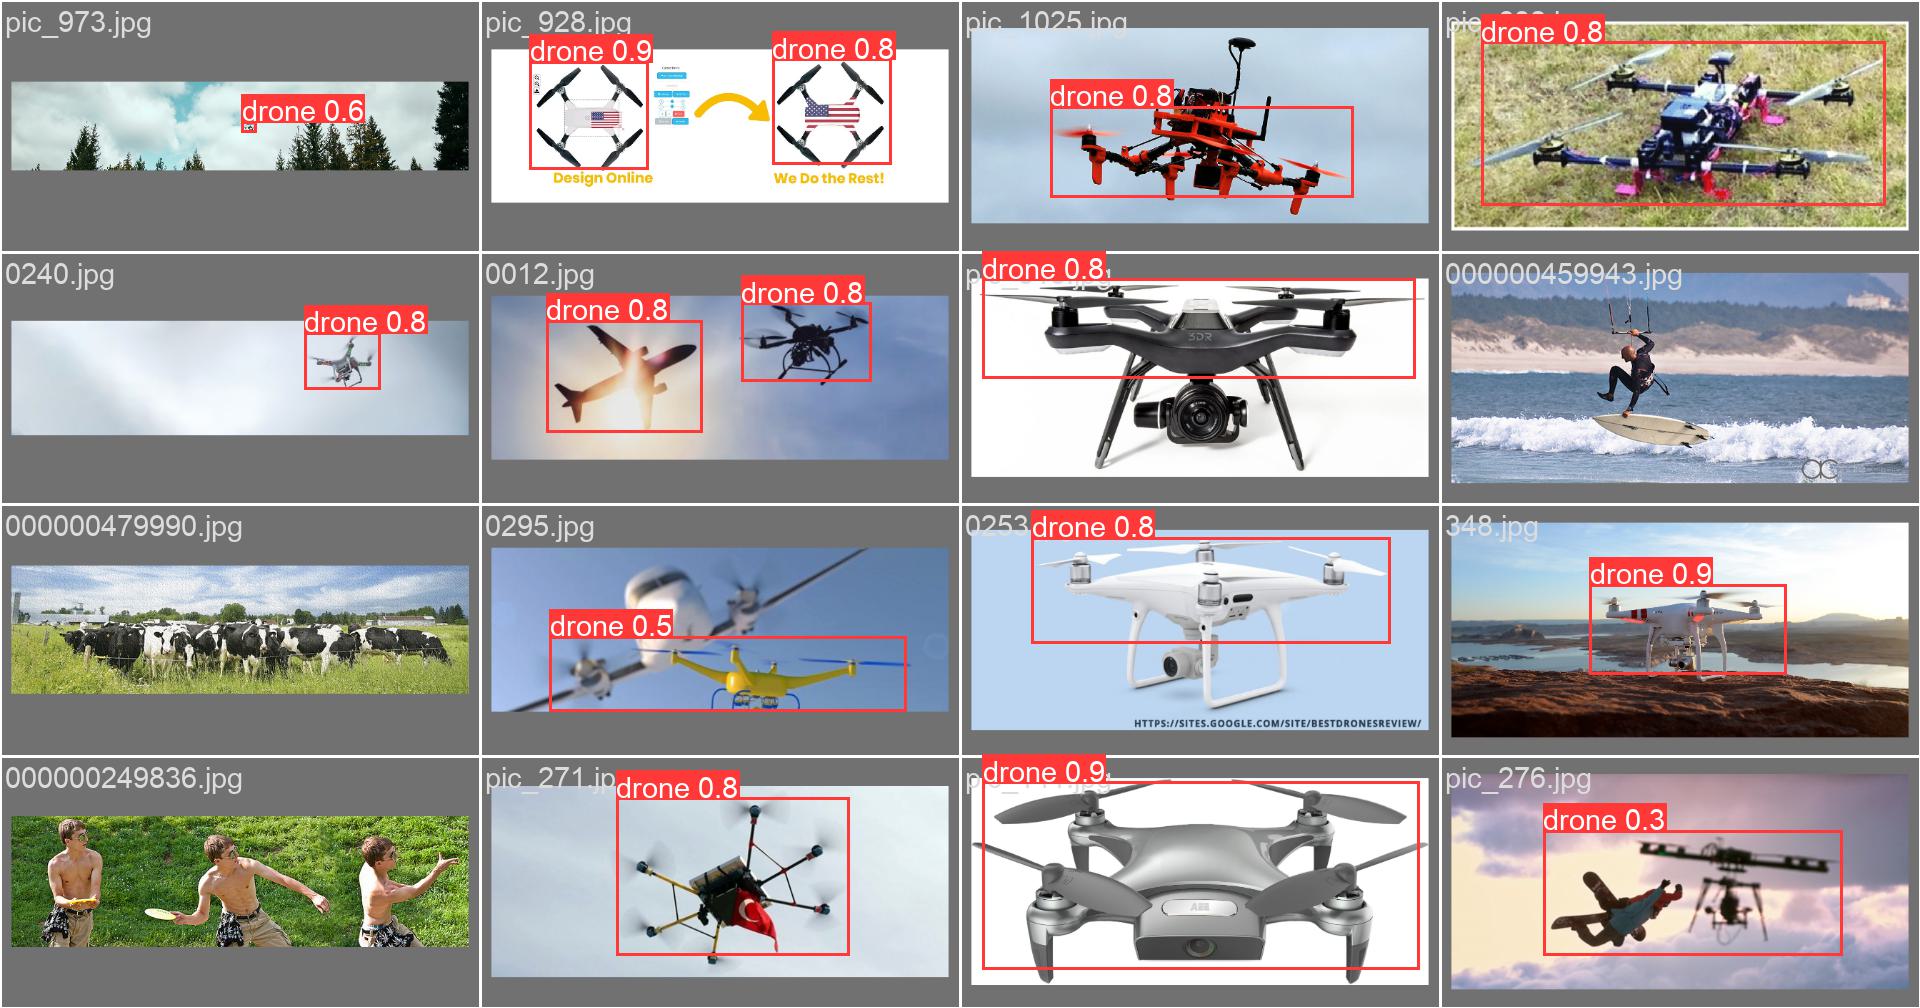 pic_973.jpg
drone 0.6
pic_928.jpg
drone 0.9
drone 0.8
Design Online
We Do the Rest!
pic_1025.jpg
drone 0.8
drone 0.8
0240.jpg
drone 0.8
0012.jpg
drone 0.8
drone 0.8
drone 0.8
3DR
000000459943.jpg
000000479990.jpg
0295.jpg
drone 0.5
0253
drone 0.8
HTTPS://SITES.GOOGLE.COM/SITE/BESTDRONESREVIEW/
348.jpg
drone 0.9
000000249836.jpg
pic_271.jp
drone 0.8
drone 0.9
AEE
pic_276.jpg
drone 0.3